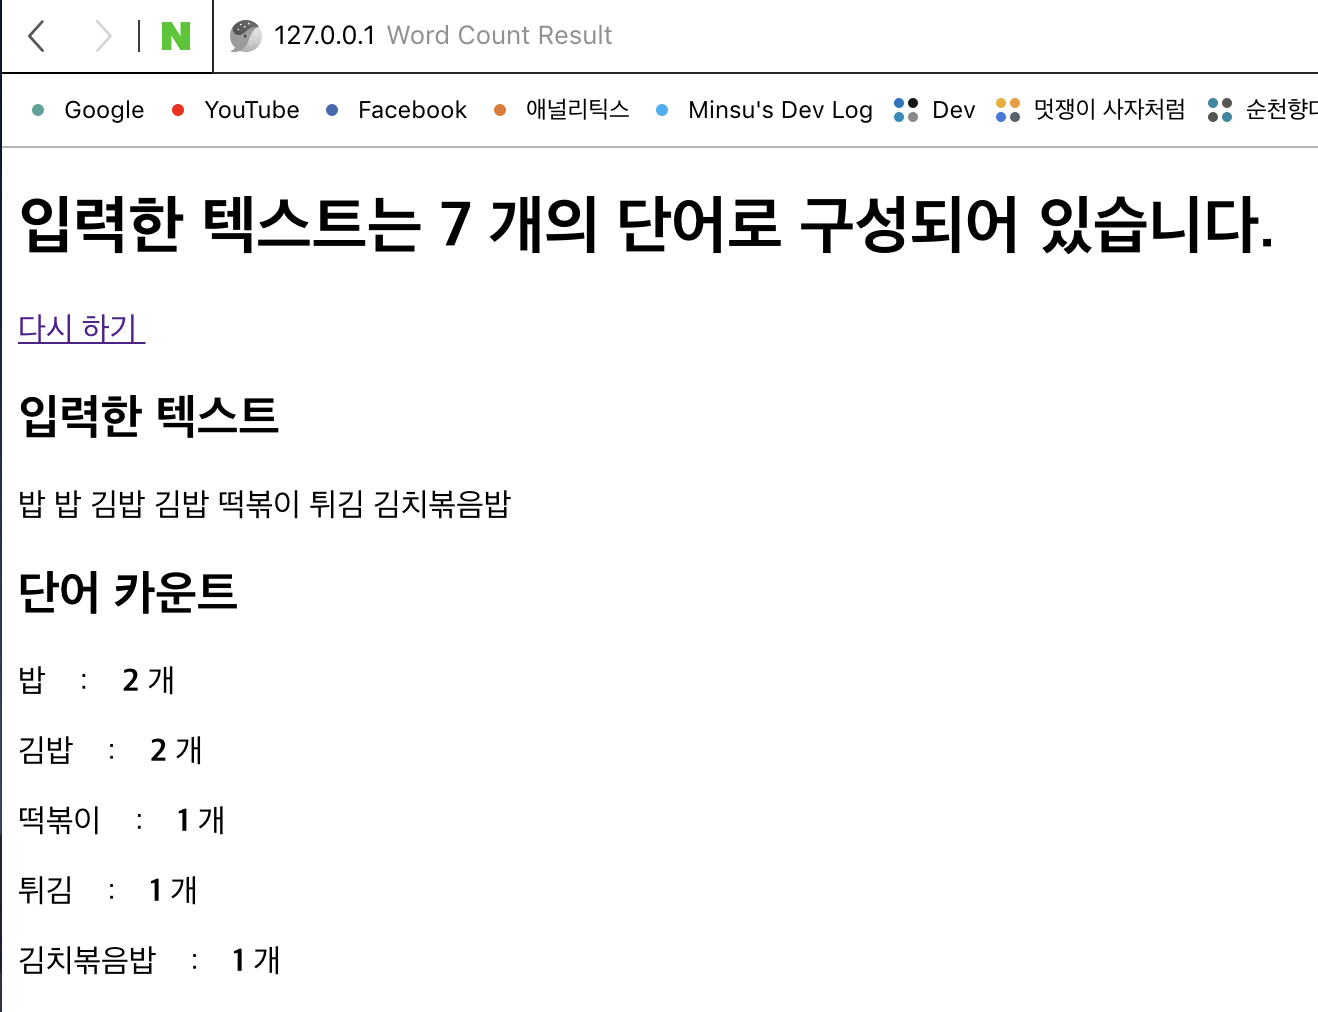 N 127.0.0.1 Word Count Result
Google YouTube Facebook 애널리틱스 Minsu's Dev Log Dev 멋쟁이 사자처럼 순천향대
입력한 텍스트는 7 개의 단어로 구성되어 있습니다.
다시 하기
입력한 텍스트
밥 밥 김밥 김밥 떡볶이 튀김 김치볶음밥
단어 카운트
밥 : 2 개
김밥 : 2 개
떡볶이 : 1 개
튀김 : 1 개
김치볶음밥 : 1 개